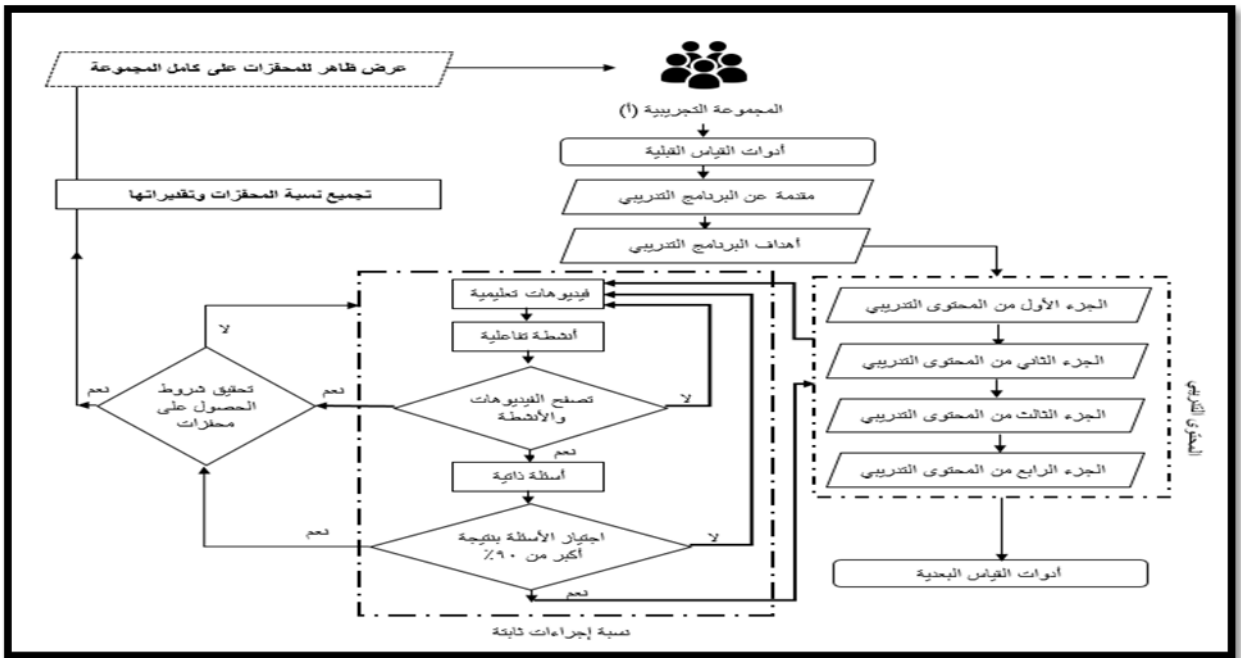 عرض ظاهر للمحفزات على كامل المجموعة
المجموعة التجريبية (أ)
أدوات القياس القبلية
مقدمة عن البرنامج التدريبي
أهداف البرنامج التدريبي
تجميع نسبة المحفزات وتقديراتها
الجزء الأول من المحتوى التدريبي
الجزء الثاني من المحتوى التدريبي
الجزء الثالث من المحتوى التدريبي
الجزء الرابع من المحتوى التدريبي
المحتوى التدريبي
أدوات القياس البعدية
فيديوهات تعليمية
أنشطة تفاعلية
تصفح الفيديوهات
والأنشطة
لا
نعم
نعم
أسئلة ذاتية
اجتياز الأسئلة بنتيجة
أكبر من ٩٠٪
لا
نعم
نعم
تحقيق شروط
الحصول على
محفزات
لا
نعم
نسبة إجراءات ثابتة